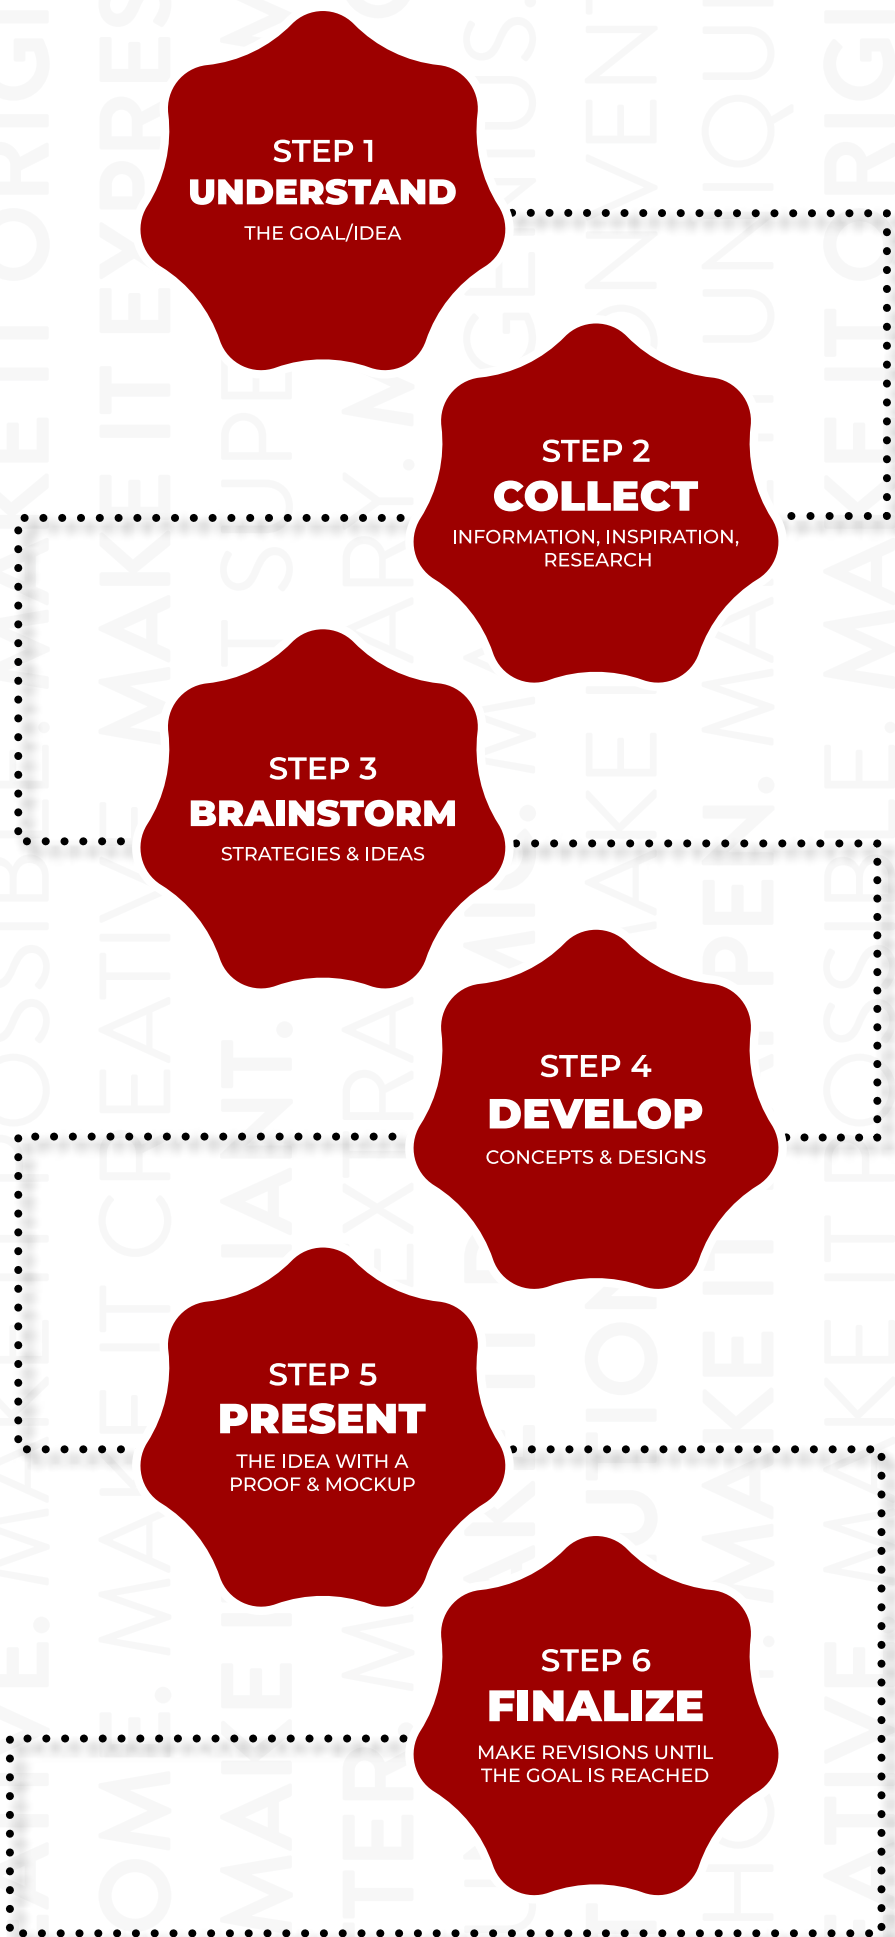 STEP 1
UNDERSTAND
THE GOAL/IDEA
STEP 2
COLLECT
INFORMATION, INSPIRATION,
RESEARCH
STEP 3
BRAINSTORM
STRATEGIES & IDEAS
STEP 4
DEVELOP
CONCEPTS & DESIGNS
STEP 5
PRESENT
THE IDEA WITH A
PROOF & MOCKUP
STEP 6
FINALIZE
MAKE REVISIONS UNTIL
THE GOAL IS REACHED